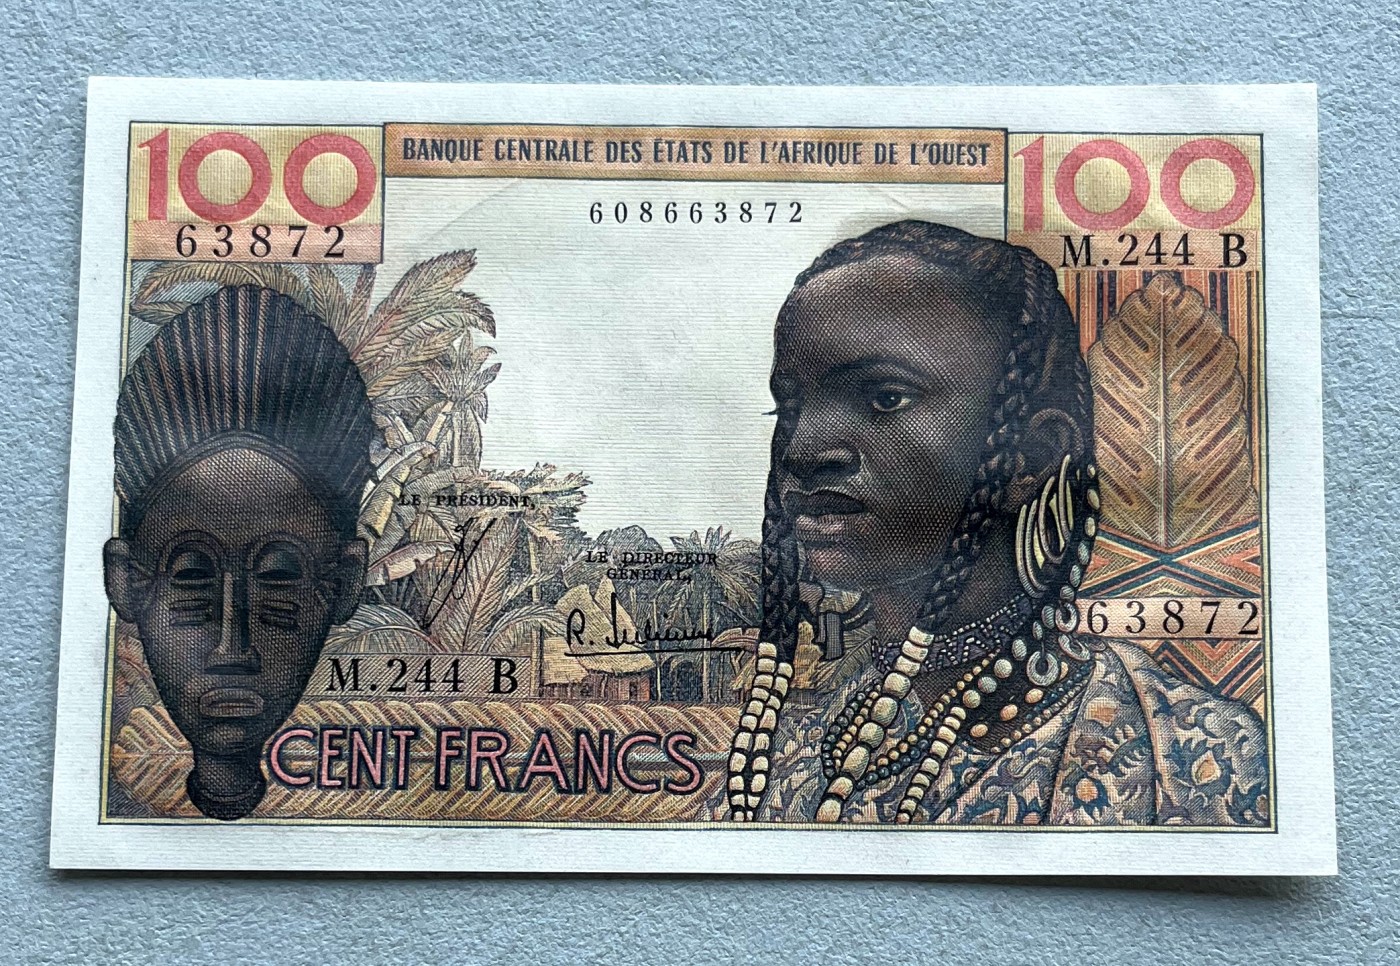 100
BANQUE CENTRALE DES ÉTATS DE L'AFRIQUE DE L'OUEST
100
608663872
63872
M.244 B
LE PRÉSIDENT,
LE DIRECTEUR
GÉNÉRAL,
63872
M.244 B
CENT FRANCS